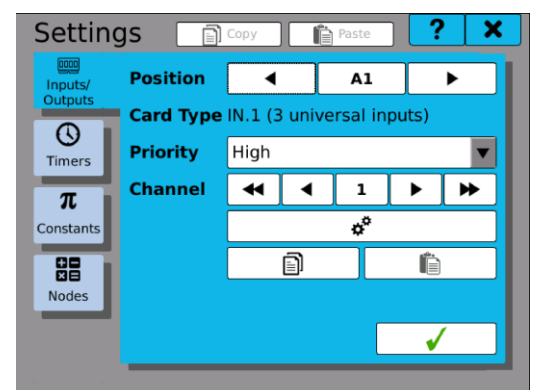 Settings Copy Paste ? X
Inputs/
Outputs
Position A1
Card Type IN.1 (3 universal inputs)
Timers
Priority High
Channel 1
π
Constants
Nodes